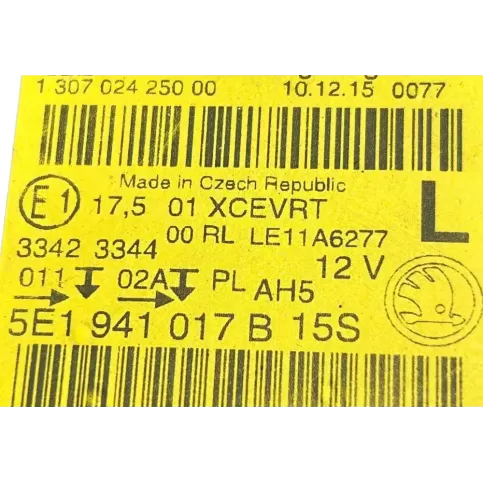 1 307 024 250 00 10.12.15 0077
Made in Czech Republic
E1 17,5 01 XCEVRT L
00 RL LE11A6277
3342 3344 12 V
011 02A PL AH5
5E1 941 017 B 15S